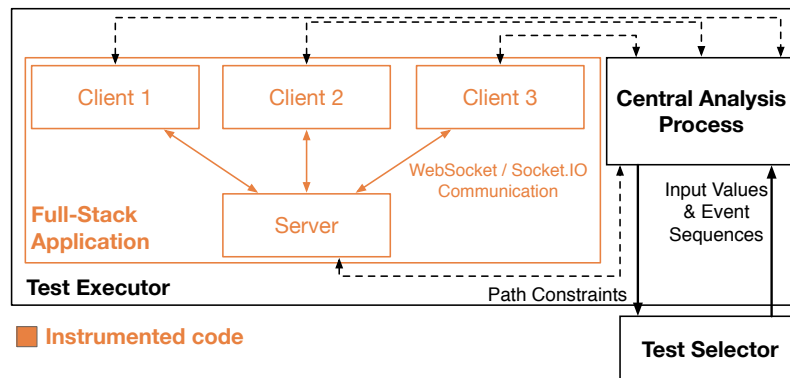 Client 1
Client 2
Client 3
Central Analysis
Process
WebSocket / Socket.IO
Communication
Full-Stack
Application
Server
Input Values
& Event
Sequences
Test Executor
Path Constraints
Instrumented code
Test Selector